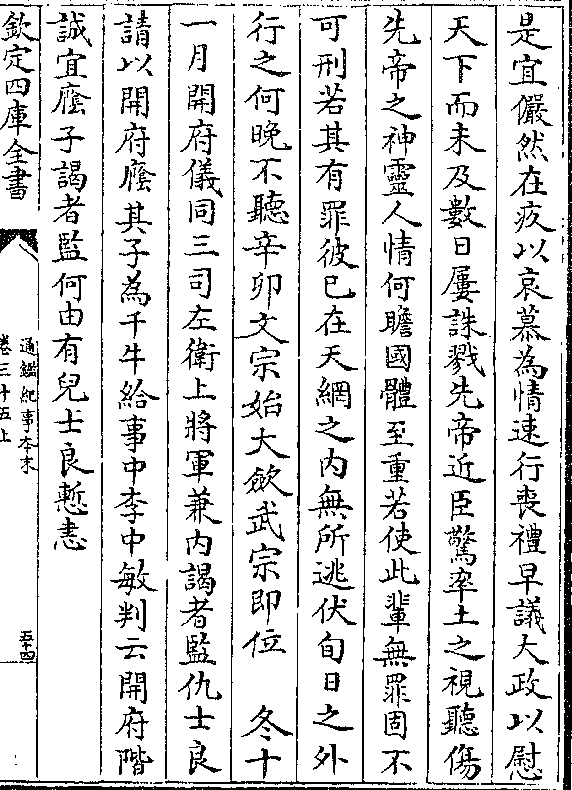 是宜儼然在疚以哀慕為情速行喪禮早議大政以慰
天下而未及數日屢誅戮先帝近臣驚率土之視聽傷
先帝之神靈人情何瞻國體至重若使此輩無罪固不
可刑若其有罪彼已在天網之内無所逃伏旬日之外
行之何晚不聽辛卯文宗始大斂武宗即位　冬十
一月開府儀同三司左衛上將軍兼内謁者監仇士良
請以開府廕其子為千牛給事中李中敏判云開府階
誠宜廕子謁者監何由有兒士良慙恚
欽定四庫全書
通鑑紀事本末
卷三十五上
五十四